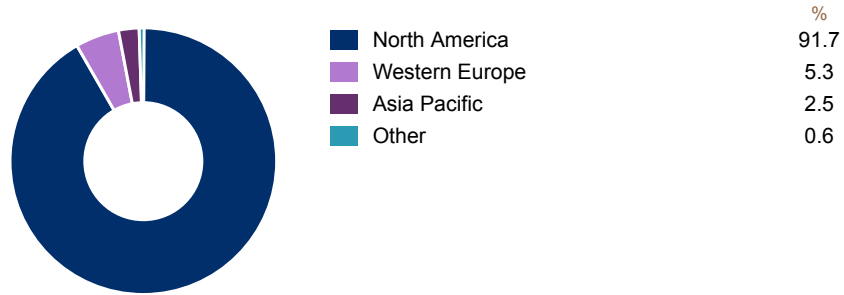 %
North America 91.7
Western Europe 5.3
Asia Pacific 2.5
Other 0.6